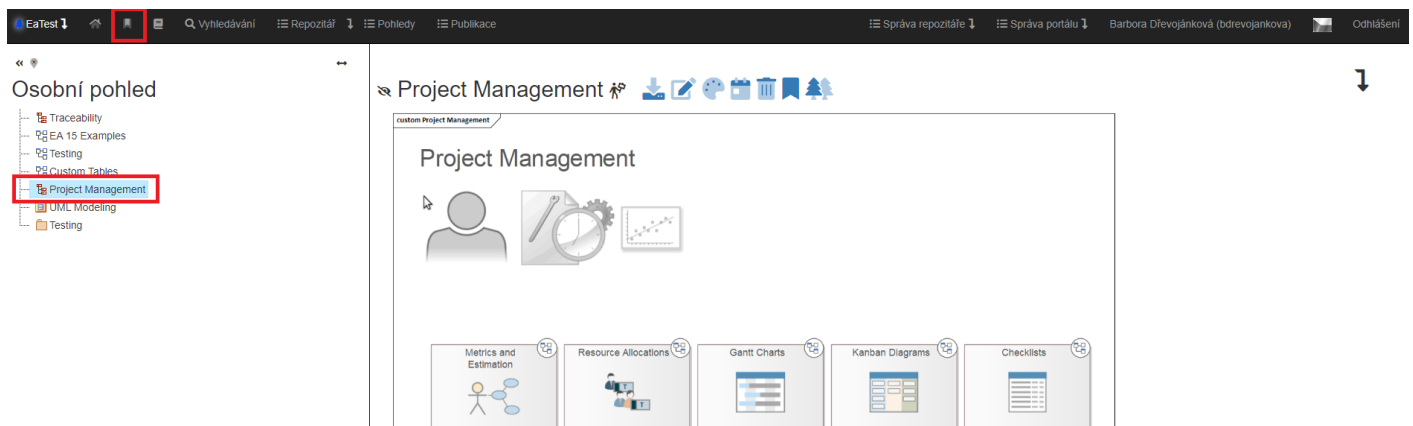 EaTest Vyhledávání Repozitář Pohledy Publikace Správa repozitáře Správa portálu Barbora Dřevojánková (bdrevojankova) Odhlášení
Osobní pohled
Traceability
EA 15 Examples
Testing
Custom Tables
Project Management
UML Modeling
Testing
Project Management
custom Project Management
Project Management
Metrics and
Estimation
Resource Allocations
Gantt Charts
Kanban Diagrams
Checklists
T
T